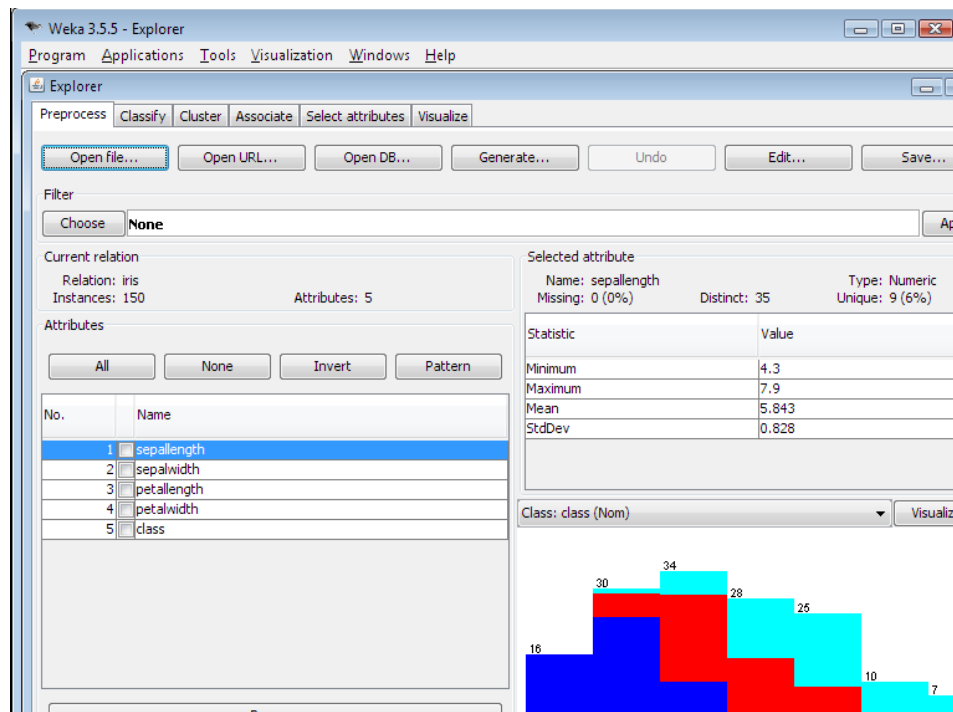 Weka 3.5.5 - Explorer
Program Applications Tools Visualization Windows Help
Explorer
Preprocess Classify Cluster Associate Select attributes Visualize
Open file... Open URL... Open DB... Generate... Undo Edit... Save...
Filter
Choose None Ap
Current relation
Relation: iris
Instances: 150 Attributes: 5
Selected attribute
Name: sepallength Type: Numeric
Missing: 0 (0%) Distinct: 35 Unique: 9 (6%)
Attributes
All None Invert Pattern
No. Name
1 sepallength
2 sepalwidth
3 petallength
4 petalwidth
5 class
Statistic Value
Minimum 4.3
Maximum 7.9
Mean 5.843
StdDev 0.828
Class: class (Nom) Visualiz
16 30 34 28 25 10 7